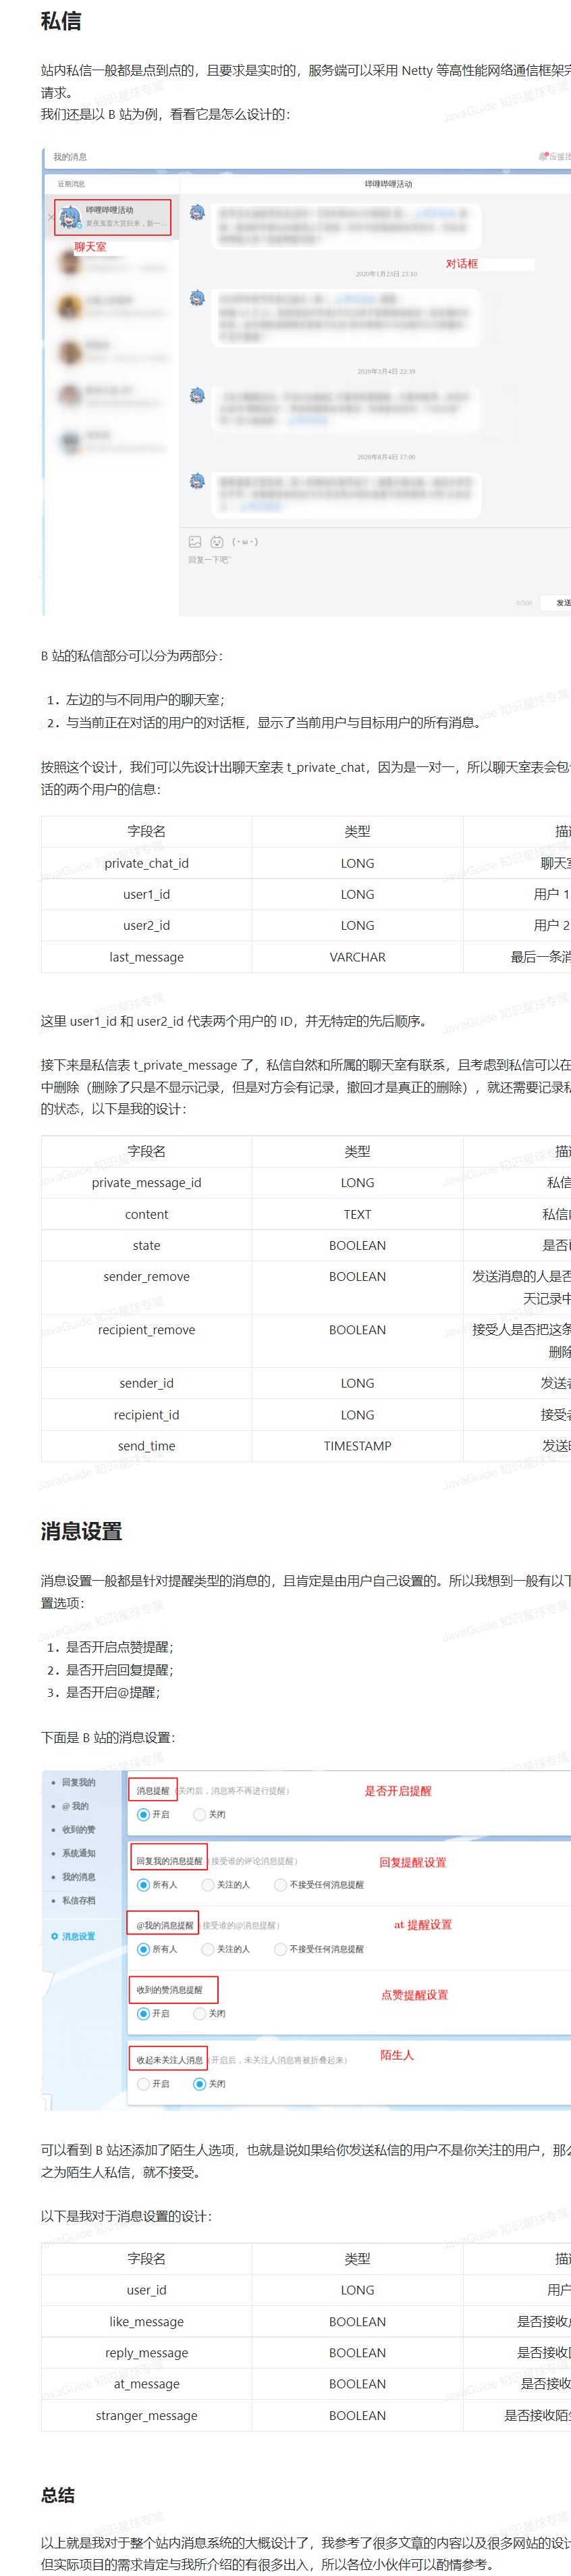 私信
站内私信一般都是点到点的，且要求是实时的，服务端可以采用 Netty 等高性能网络通信框架完
请求。
我们还是以 B 站为例，看看它是怎么设计的：
我的消息
应援团
近期消息
哔哩哔哩活动
哔哩哔哩活动
夏夜鬼畜大赏归来，新一...
聊天室
对话框
2020年1月23日 23:10
2020年3月4日 22:39
2020年8月4日 17:00
(･ω･)
回复一下吧~
0/500
发送
B 站的私信部分可以分为两部分：
1. 左边的与不同用户的聊天室；
2. 与当前正在对话的用户的对话框，显示了当前用户与目标用户的所有消息。
按照这个设计，我们可以先设计出聊天室表 t_private_chat，因为是一对一，所以聊天室表会包
话的两个用户的信息：
字段名 类型
private_chat_id LONG 聊天
user1_id LONG 用户 1
user2_id LONG 用户 2
last_message VARCHAR 最后一条消
这里 user1_id 和 user2_id 代表两个用户的 ID，并无特定的先后顺序。
接下来是私信表 t_private_message 了，私信自然和所属的聊天室有联系，且考虑到私信可以在
中删除（删除了只是不显示记录，但是对方会有记录，撤回才是真正的删除），就还需要记录私
的状态，以下是我的设计：
字段名 类型
private_message_id LONG 私信
content TEXT 私信
state BOOLEAN 是否
sender_remove BOOLEAN 发送消息的人是否
天记录中
recipient_remove BOOLEAN 接受人是否把这条
删除
sender_id LONG 发送
recipient_id LONG 接受
send_time TIMESTAMP 发送
消息设置
消息设置一般都是针对提醒类型的消息的，且肯定是由用户自己设置的。所以我想到一般有以下
置选项：
1. 是否开启点赞提醒；
2. 是否开启回复提醒；
3. 是否开启@提醒；
下面是 B 站的消息设置：
回复我的
@ 我的
收到的赞
系统通知
我的消息
私信存档
消息设置
消息提醒（关闭后，消息将不再进行提醒）
是否开启提醒
开启 关闭
回复我的消息提醒（接受谁的评论消息提醒）
回复提醒设置
所有人 关注的人 不接受任何消息提醒
@我的消息提醒（接受谁的@消息提醒）
at 提醒设置
所有人 关注的人 不接受任何消息提醒
收到的赞消息提醒
点赞提醒设置
开启 关闭
收起未关注人消息（开启后，未关注人消息将被折叠起来）
陌生人
开启 关闭
可以看到 B 站还添加了陌生人选项，也就是说如果给你发送私信的用户不是你关注的用户，那么
之为陌生人私信，就不接受。
以下是我对于消息设置的设计：
字段名 类型
user_id LONG 用户
like_message BOOLEAN 是否接收
reply_message BOOLEAN 是否接收
at_message BOOLEAN 是否接收
stranger_message BOOLEAN 是否接收陌
总结
以上就是我对于整个站内消息系统的大概设计了，我参考了很多文章的内容以及很多网站的设计
但实际项目的需求肯定与我所介绍的有很多出入，所以各位小伙伴可以酌情参考。
JavaGuide 知识星球专属